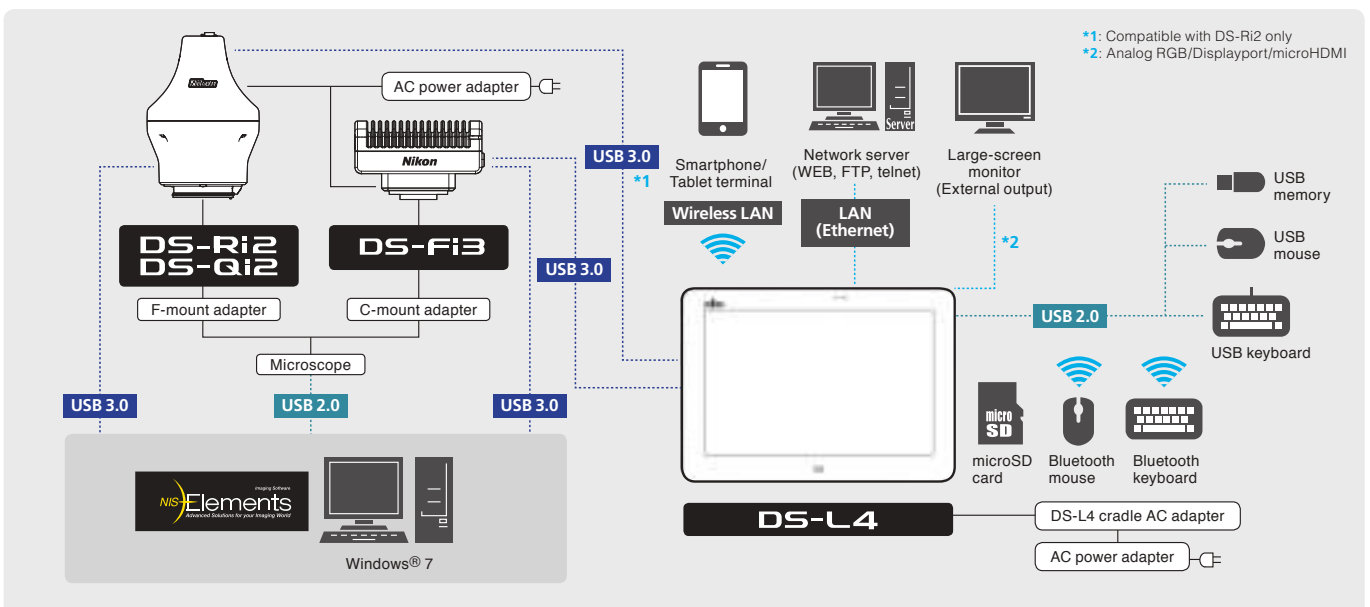 *1: Compatible with DS-Ri2 only
*2: Analog RGB/Displayport/microHDMI
AC power adapter
Nikon
USB 3.0
*1
Smartphone/
Tablet terminal
Wireless LAN
Server
Network server
(WEB, FTP, telnet)
LAN
(Ethernet)
Large-screen
monitor
(External output)
*2
USB
memory
USB
mouse
USB 2.0
USB keyboard
DS-Ri2
DS-Qi2
DS-Fi3
USB 3.0
F-mount adapter
C-mount adapter
Microscope
USB 3.0
USB 2.0
USB 3.0
micro
SD
microSD
card
Bluetooth
mouse
Bluetooth
keyboard
Imaging Software
NIS-Elements
Advanced Solutions for your Imaging World
Windows® 7
DS-L4
DS-L4 cradle AC adapter
AC power adapter